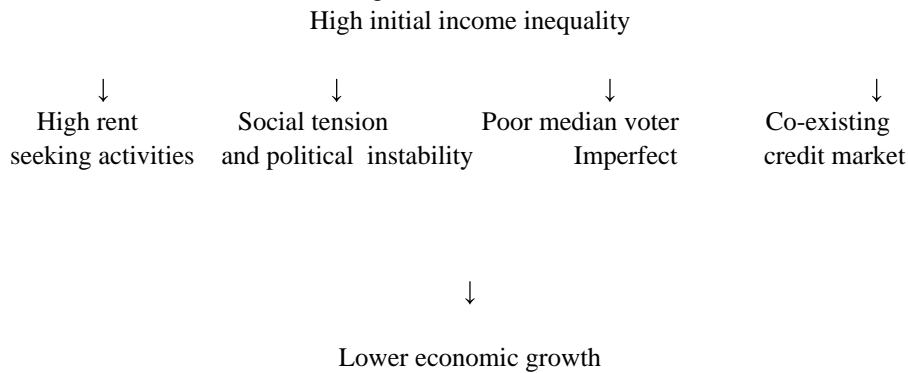 High initial income inequality
↓ ↓ ↓ ↓
High rent Social tension Poor median voter Co-existing
seeking activities and political instability Imperfect credit market
↓
Lower economic growth